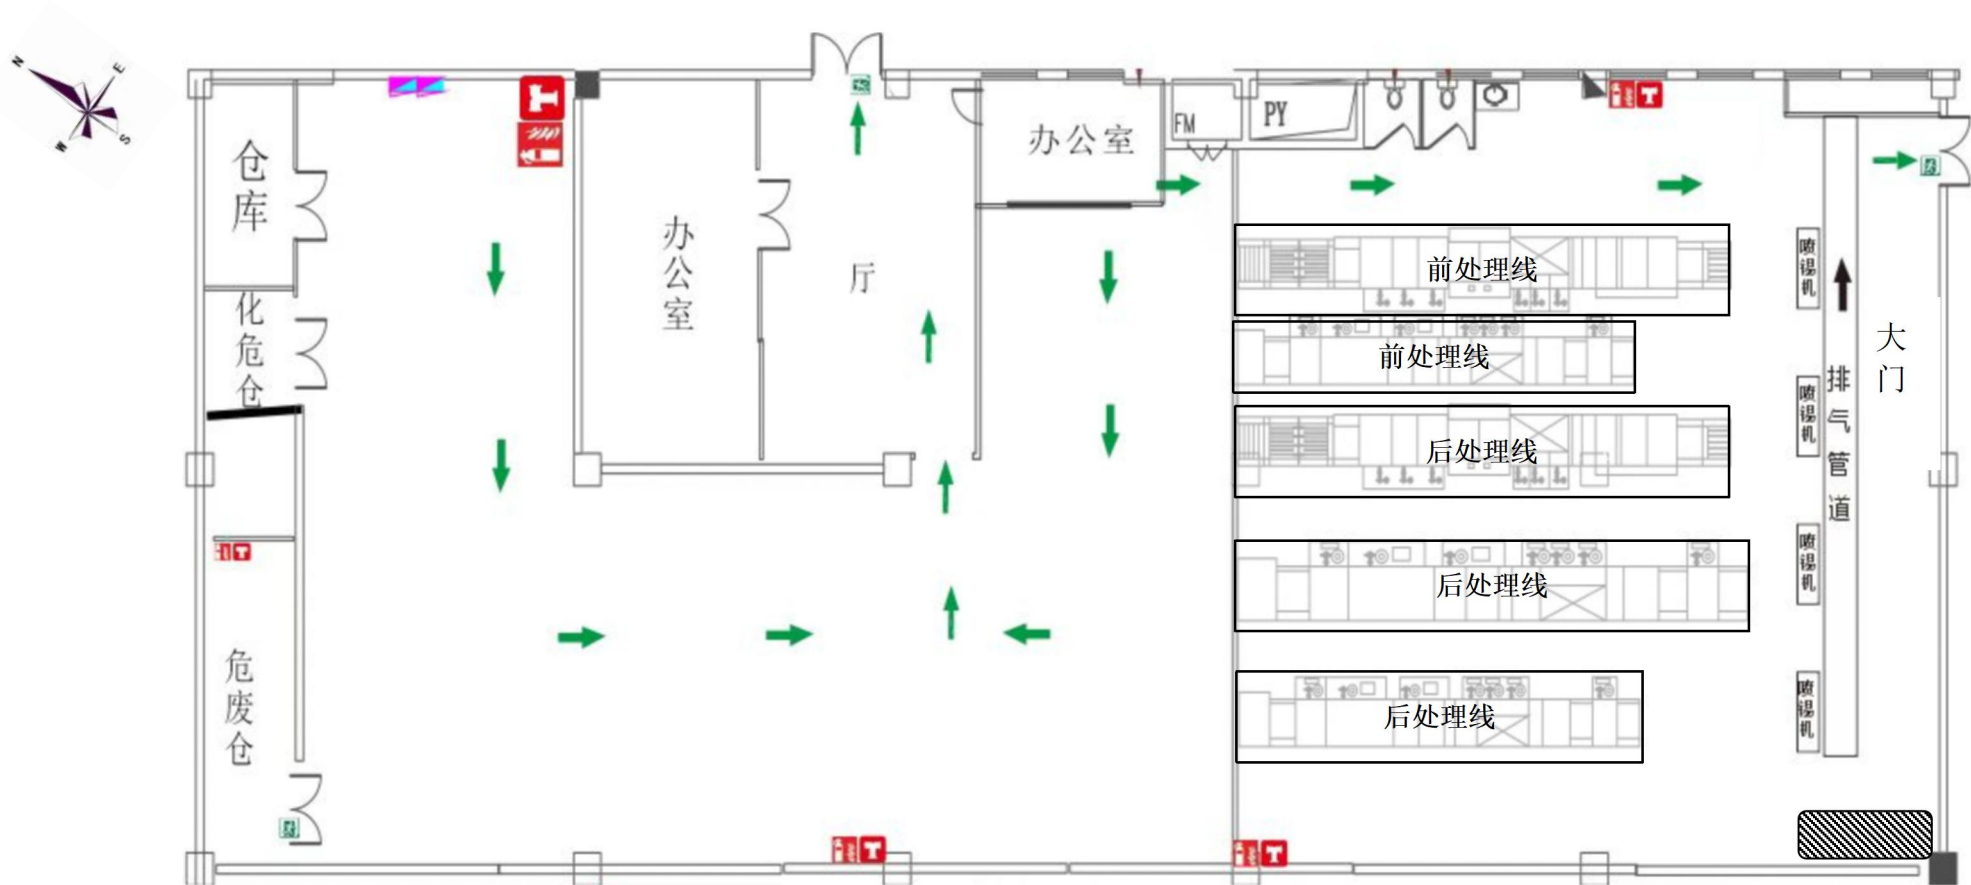 N
E
W
S
仓库
化危仓
危废仓
办公室
厅
办公室
FM
PY
前处理线
前处理线
后处理线
后处理线
后处理线
喷锡机
喷锡机
喷锡机
喷锡机
排气管道
大门